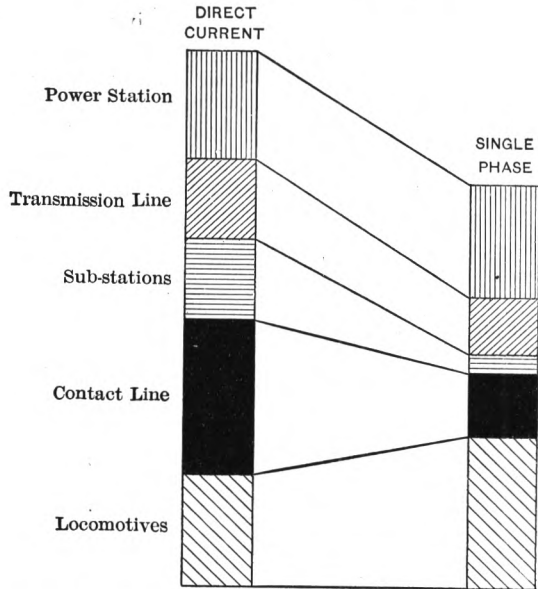 DIRECT
CURRENT
Power Station
SINGLE
PHASE
Transmission Line
Sub-stations
Contact Line
Locomotives